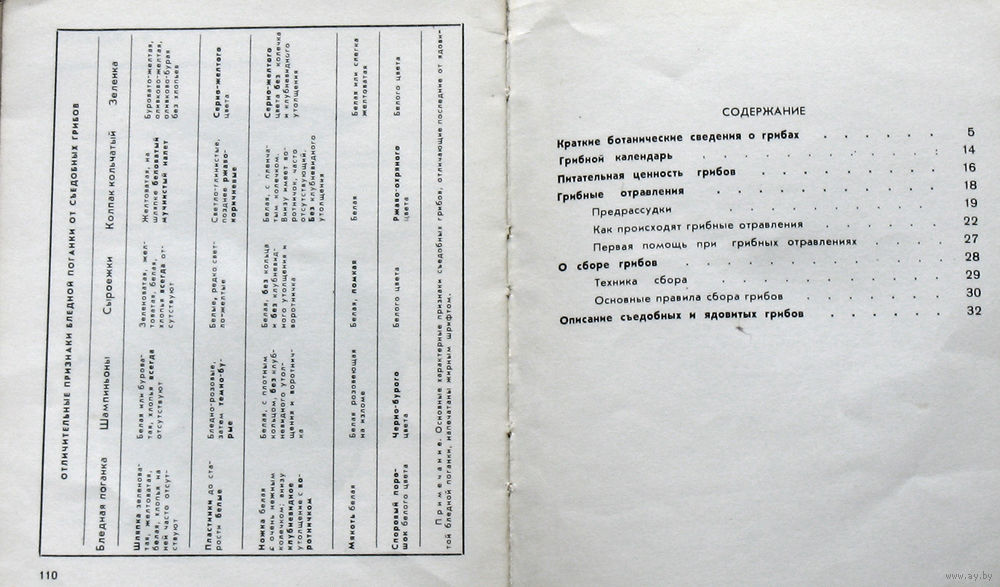 ОТЛИЧИТЕЛЬНЫЕ ПРИЗНАКИ БЛЕДНОЙ ПОГАНКИ ОТ СЪЕДОБНЫХ ГРИБОВ
Бледная поганка Шампиньоны Сыроежки Колпак кольчатый Зеленка
Шляпка зеленова-
тая, желтоватая,
белая, хлопья на
ней часто отсут-
ствуют
Белая или бурова-
тая, хлопья всегда
отсутствуют
Зеленоватая, жел-
товатая, белая,
хлопья всегда от-
сутствуют
Желтоватая, на
шляпке беловатый
мучнистый налет
Буровато-желтая,
оливково-желтая,
оливково-бурая
без хлопьев
Пластинки до ста-
рости белые
Бледно-розовые,
затем темно-бу-
рые
Белые, редко свет-
ло-желтые
Светло-глинистые,
позднее ржаво-
коричневые
Серно-желтого
цвета
Ножка белая
с очень нежным
колечком; внизу
клубневидное
утолщение с во-
ротничком
Белая, с плотным
кольцом, без клуб-
невидного утол-
щения и воротнич-
ка
Белая, без кольца
и без клубневид-
ного утолщения и
воротничка
Белая, с пленча-
тым колечком.
Внизу имеет во-
ротничок, часто
отсутствующий.
Без клубневидного
утолщения
Серно-желтого
цвета без колечка
и клубневидного
утолщения
Мякоть белая
Белая розовеющая
на изломе
Белая, ломкая
Белая
Белая или слегка
желтоватая
Споровый поро-
шок белого цвета
Черно-бурого
цвета
Белого цвета
Ржаво-охряного
цвета
Белого цвета
Примечание. Основные характерные признаки съедобных грибов, отличающие последние от ядови-
той бледной поганки, напечатаны жирным шрифтом.
110
СОДЕРЖАНИЕ
Краткие ботанические сведения о грибах . . . . . . 5
Грибной календарь . . . . . . . . . 14
Питательная ценность грибов . . . . . . . 16
Грибные отравления . . . . . . . . . 18
Предрассудки . . . . . . . . . 19
Как происходят грибные отравления . . . . . 22
Первая помощь при грибных отравлениях . . . . 27
О сборе грибов . . . . . . . . . 28
Техника сбора . . . . . . . . . 29
Основные правила сбора грибов . . . . . . 30
Описание съедобных и ядовитых грибов . . . . . 32
www.ay.by